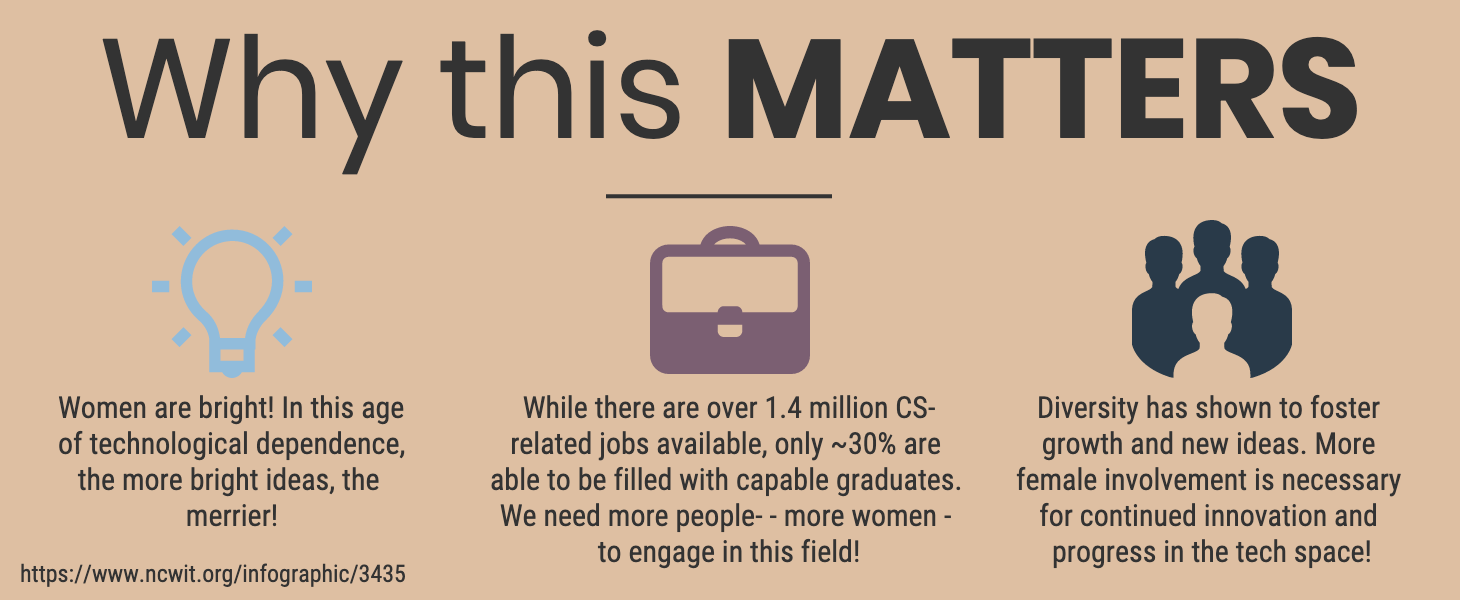 Why this MATTERS
Women are bright! In this age
of technological dependence,
the more bright ideas, the
merrier!
While there are over 1.4 million CS-
related jobs available, only ~30% are
able to be filled with capable graduates.
We need more people- - more women -
to engage in this field!
Diversity has shown to foster
growth and new ideas. More
female involvement is necessary
for continued innovation and
progress in the tech space!
https://www.ncwit.org/infographic/3435